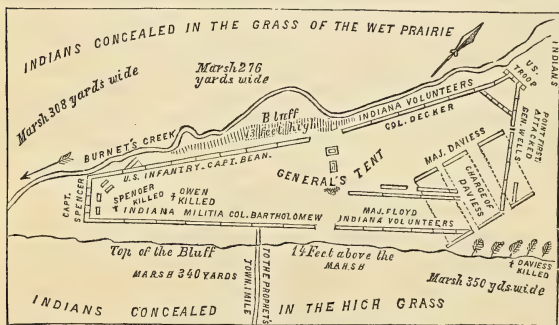 INDIANS CONCEALED IN THE GRASS OF THE WET PRAIRIE
INDIANS
Marsh 308 yards wide
Marsh 276
yards wide
U.S.
TROOP
BURNET'S CREEK
Bluff
3 feet high
INDIANA VOLUNTEERS
COL. DECKER
POINT FIRST
ATTACKED
GEN. WELLS
U.S. INFANTRY-CAPT. BEAN.
GENERAL'S TENT
MAJ. DAVIESS
CHARGE OF
DAVIESS
CAPT.
SPENCER
SPENCER
KILLED
‡ OWEN
KILLED
‡ INDIANA MILITIA COL. BARTHOLOMEW
MAJ. FLOYD
INDIANA VOLUNTEERS
‡ DAVIESS
KILLED
Top of the Bluff
14 Feet above the
MARSH
MARSH 340 YARDS
TO THE PROPHET'S
TOWN, 1 MILE
Marsh 350 yds. wide
INDIANS CONCEALED IN THE HIGH GRASS